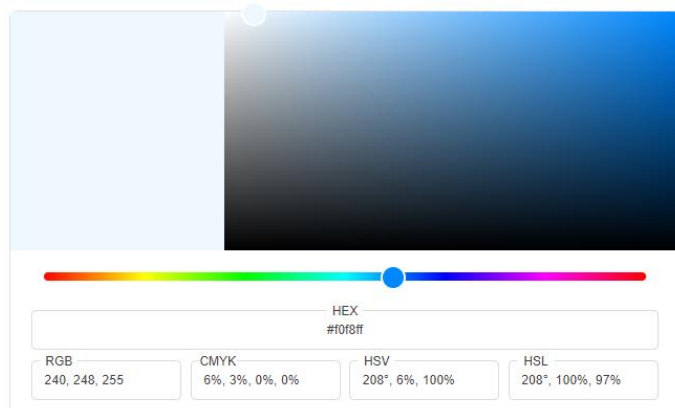 HEX
#f0f8ff
RGB
240, 248, 255
CMYK
6%, 3%, 0%, 0%
HSV
208°, 6%, 100%
HSL
208°, 100%, 97%